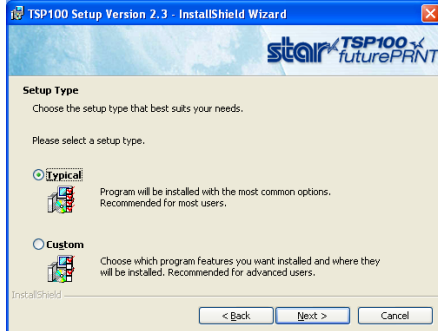 TSP100 Setup Version 2.3 - InstallShield Wizard
star TSP100
futurePRNT
Setup Type
Choose the setup type that best suits your needs.
Please select a setup type.
Typical
Program will be installed with the most common options.
Recommended for most users.
Custom
Choose which program features you want installed and where they
will be installed. Recommended for advanced users.
InstallShield
< Back
Next >
Cancel